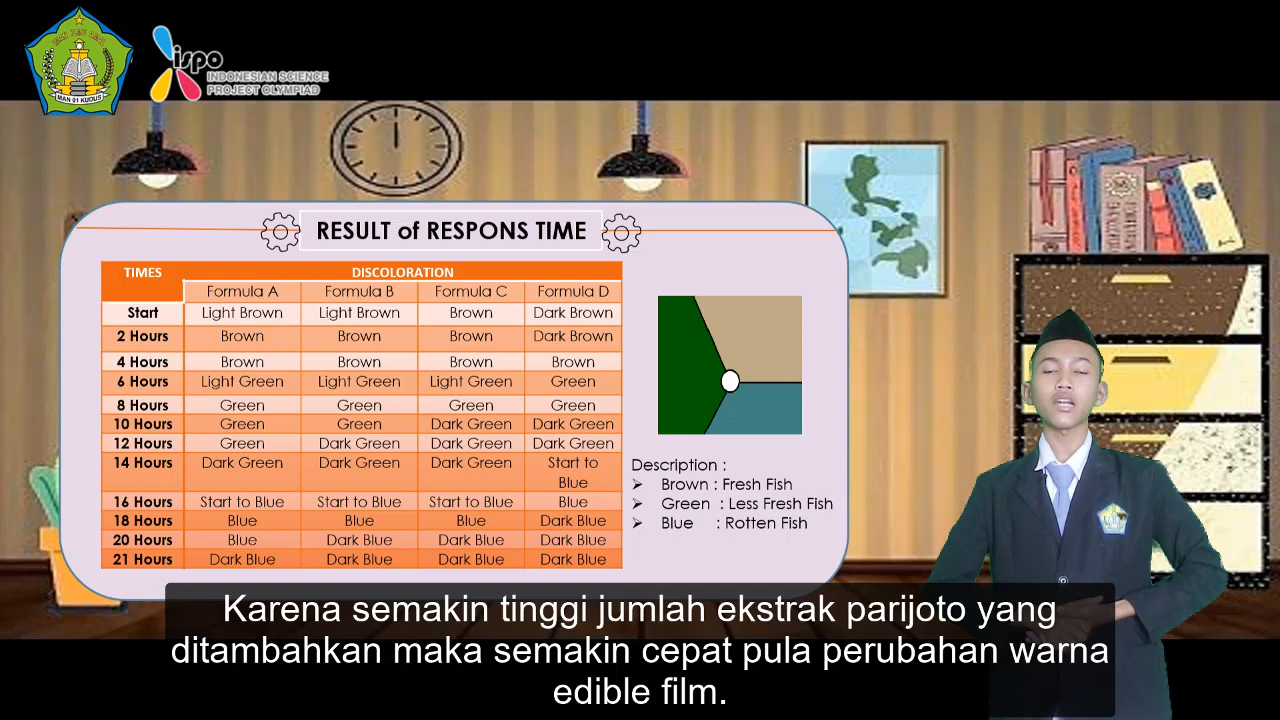 MAN 01 KUDUS
ispo
INDONESIAN SCIENCE
PROJECT OLYMPIAD
RESULT of RESPONS TIME
TIMES DISCOLORATION
Formula A Formula B Formula C Formula D
Start Light Brown Light Brown Brown Dark Brown
2 Hours Brown Brown Brown Dark Brown
4 Hours Brown Brown Brown Brown
6 Hours Light Green Light Green Light Green Green
8 Hours Green Green Green Green
10 Hours Green Green Dark Green Dark Green
12 Hours Green Dark Green Dark Green Dark Green
14 Hours Dark Green Dark Green Dark Green Start to
Blue
16 Hours Start to Blue Start to Blue Start to Blue Blue
18 Hours Blue Blue Blue Dark Blue
20 Hours Blue Dark Blue Dark Blue Dark Blue
21 Hours Dark Blue Dark Blue Dark Blue Dark Blue
Description :
➢ Brown : Fresh Fish
➢ Green : Less Fresh Fish
➢ Blue : Rotten Fish
Karena semakin tinggi jumlah ekstrak parijoto yang
ditambahkan maka semakin cepat pula perubahan warna
edible film.